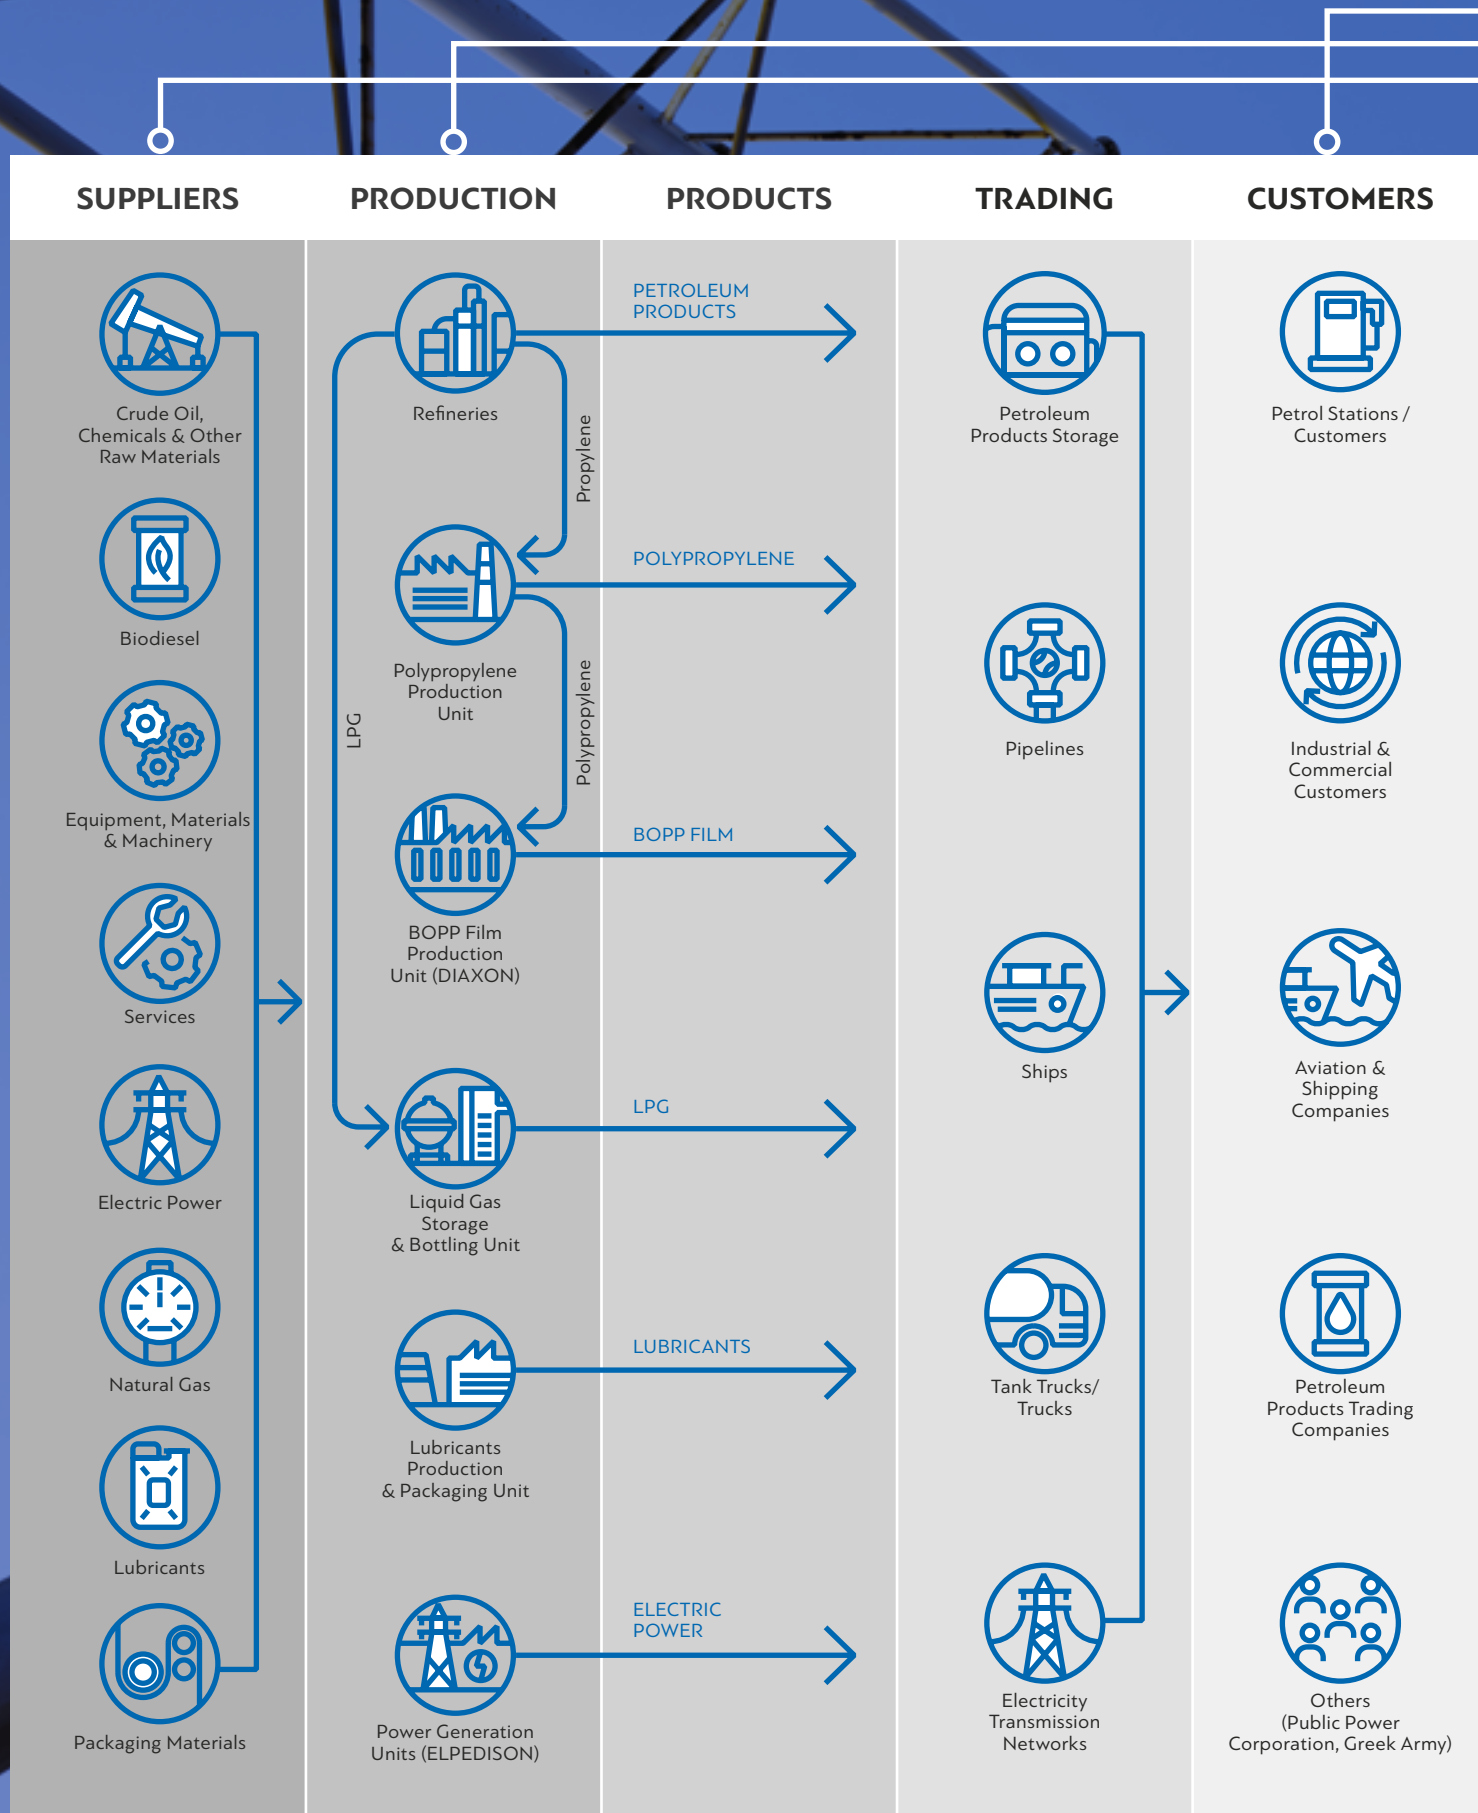 SUPPLIERS
PRODUCTION
PRODUCTS
TRADING
CUSTOMERS
Crude Oil,
Chemicals & Other
Raw Materials
Biodiesel
Equipment, Materials
& Machinery
Services
Electric Power
Natural Gas
Lubricants
Packaging Materials
Refineries
Propylene
Polypropylene
Production
Unit
LPG
Polypropylene
BOPP Film
Production
Unit (DIAXON)
Liquid Gas
Storage
& Bottling Unit
Lubricants
Production
& Packaging Unit
Power Generation
Units (ELPEDISON)
PETROLEUM
PRODUCTS
POLYPROPYLENE
BOPP FILM
LPG
LUBRICANTS
ELECTRIC
POWER
Petroleum
Products Storage
Pipelines
Ships
Tank Trucks/
Trucks
Electricity
Transmission
Networks
Petrol Stations /
Customers
Industrial &
Commercial
Customers
Aviation &
Shipping
Companies
Petroleum
Products Trading
Companies
Others
(Public Power
Corporation, Greek Army)